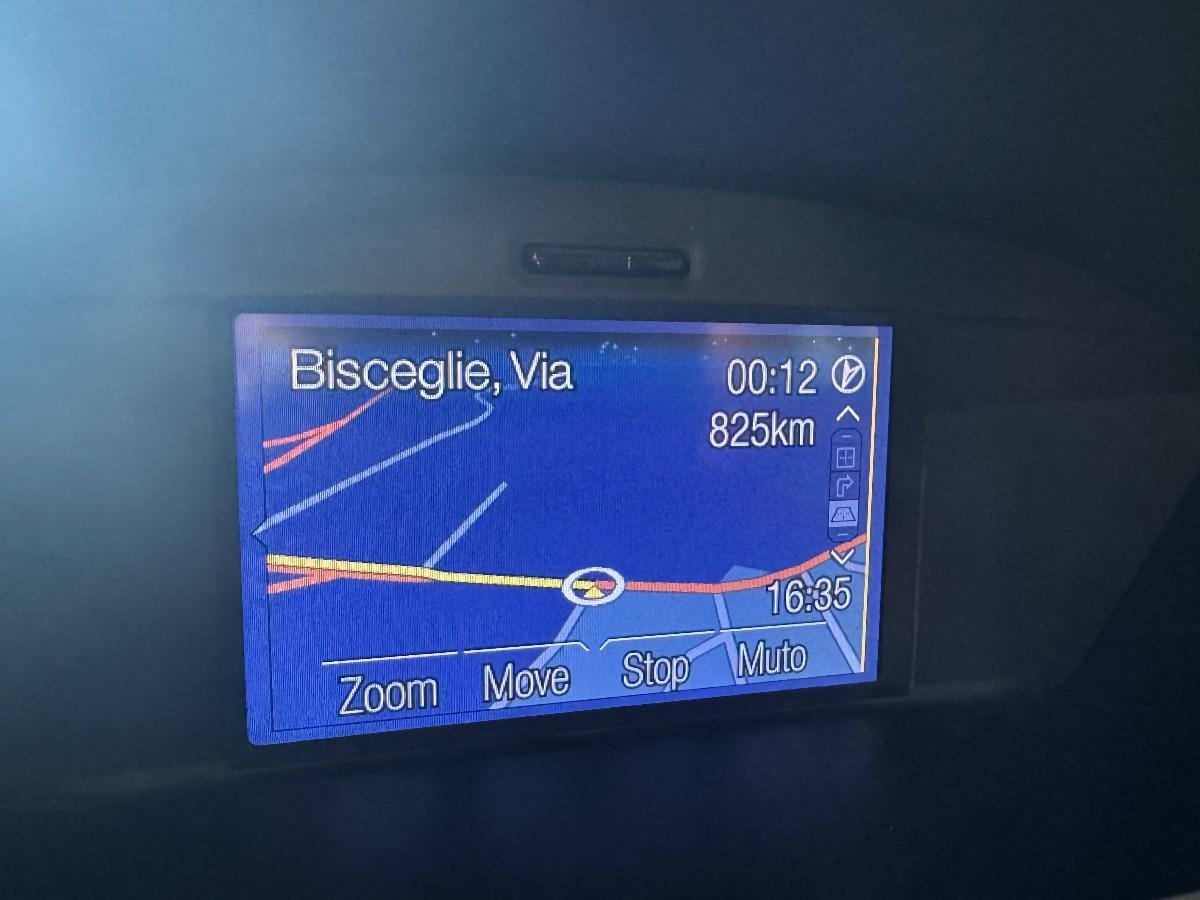 Bisceglie, Via
00:12
825km
16:35
Zoom Move Stop Muto